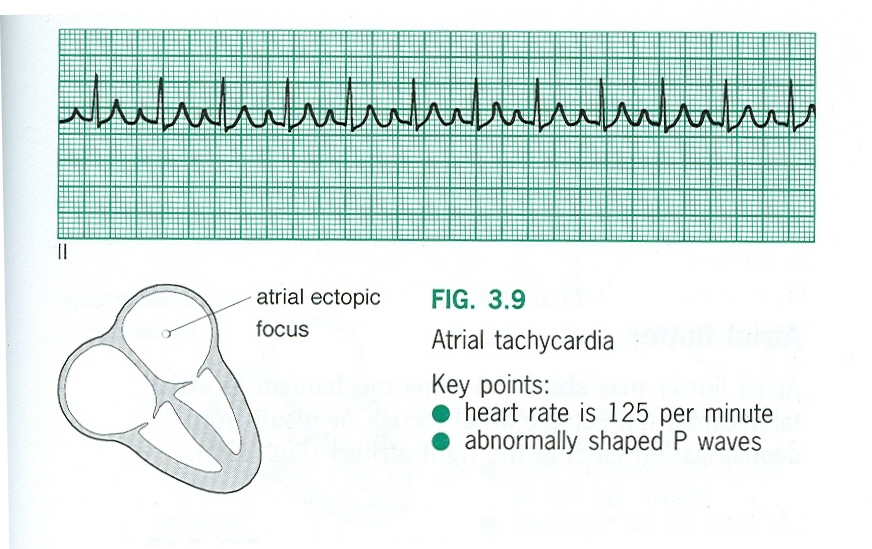 II
atrial ectopic
focus
FIG. 3.9
Atrial tachycardia
Key points:
heart rate is 125 per minute
abnormally shaped P waves